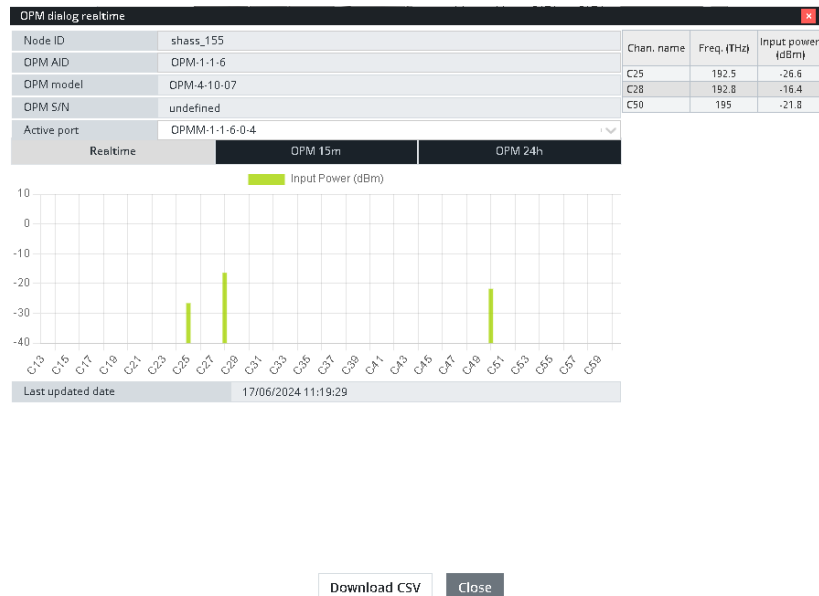 OPM dialog realtime
Node ID shass_155
OPM AID OPM-1-1-6
OPM model OPM-4-10-07
OPM S/N undefined
Active port OPMM-1-1-6-0-4
Chan. name Freq. (THz) Input power (dBm)
C25 192.5 -26.6
C28 192.8 -16.4
C50 195 -21.8
Realtime OPM 15m OPM 24h
Input Power (dBm)
10
0
-10
-20
-30
-40
C13 C15 C17 C19 C21 C23 C25 C27 C29 C31 C33 C35 C37 C39 C41 C43 C45 C47 C49 C51 C53 C55 C57 C59
Last updated date 17/06/2024 11:19:29
Download CSV Close